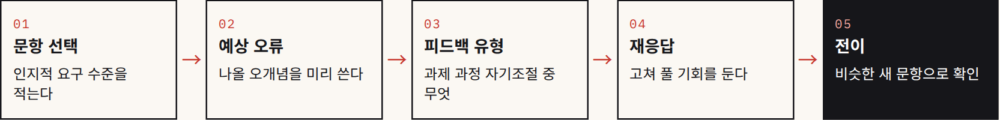 01
문항 선택
인지적 요구 수준을
적는다
→
02
예상 오류
나올 오개념을 미리 쓴다
→
03
피드백 유형
과제 과정 자기조절 중
무엇
→
04
재응답
고쳐 풀 기회를 둔다
→
05
전이
비슷한 새 문항으로 확인